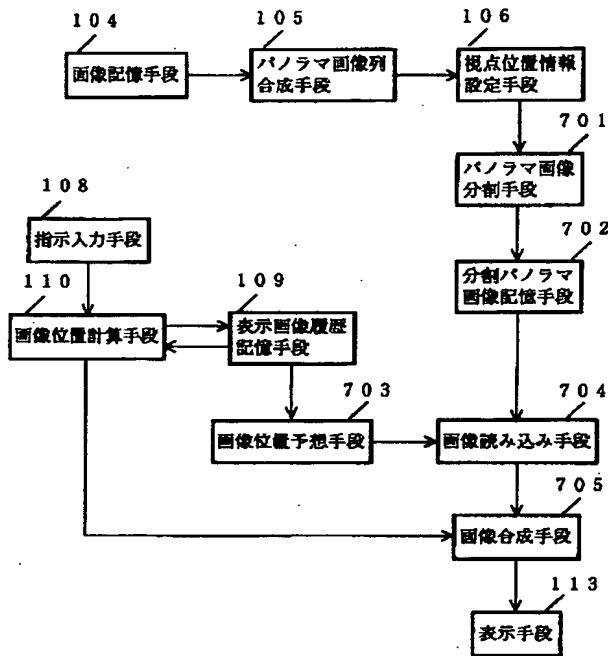 104
画像記憶手段
105
パノラマ画像列
合成手段
106
視点位置情報
設定手段
701
パノラマ画像
分割手段
108
指示入力手段
702
分割パノラマ
画像記憶手段
110
画像位置計算手段
109
表示画像履歴
記憶手段
703
画像位置予想手段
704
画像読み込み手段
705
画像合成手段
113
表示手段